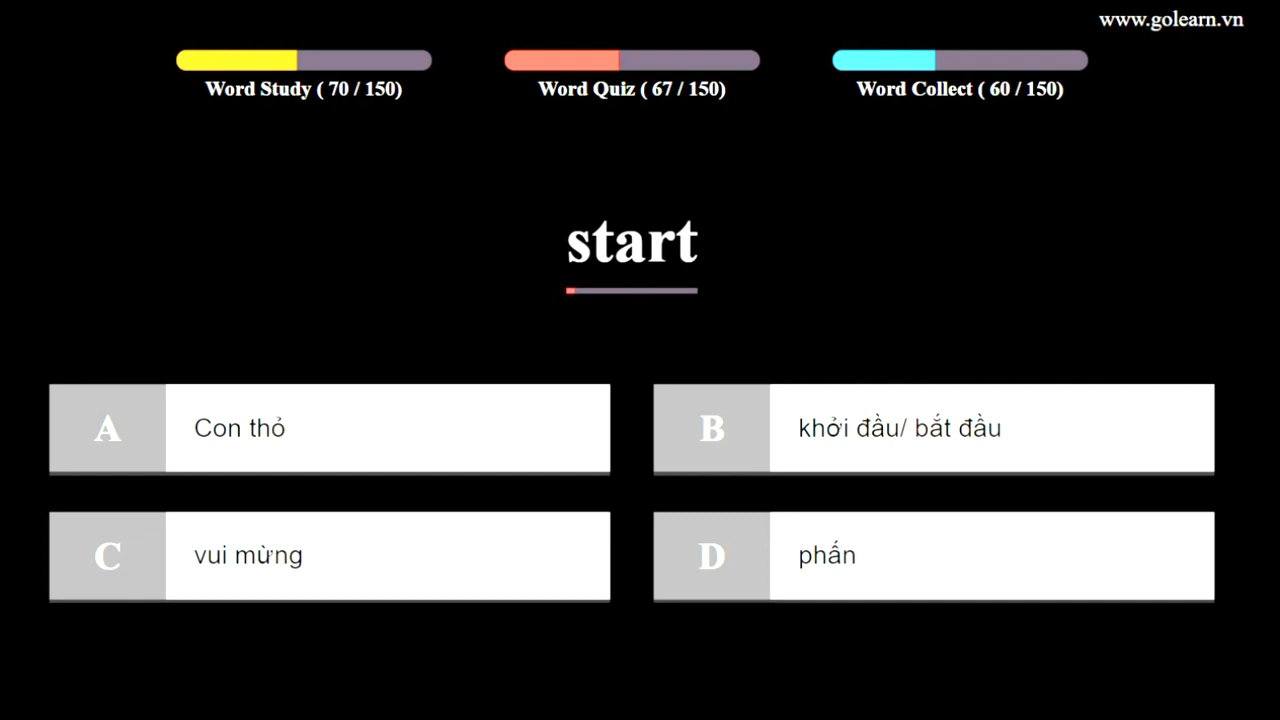 www.golearn.vn
Word Study ( 70 / 150)
Word Quiz ( 67 / 150)
Word Collect ( 60 / 150)
start
A
Con thỏ
B
khởi đầu/ bắt đầu
C
vui mừng
D
phấn